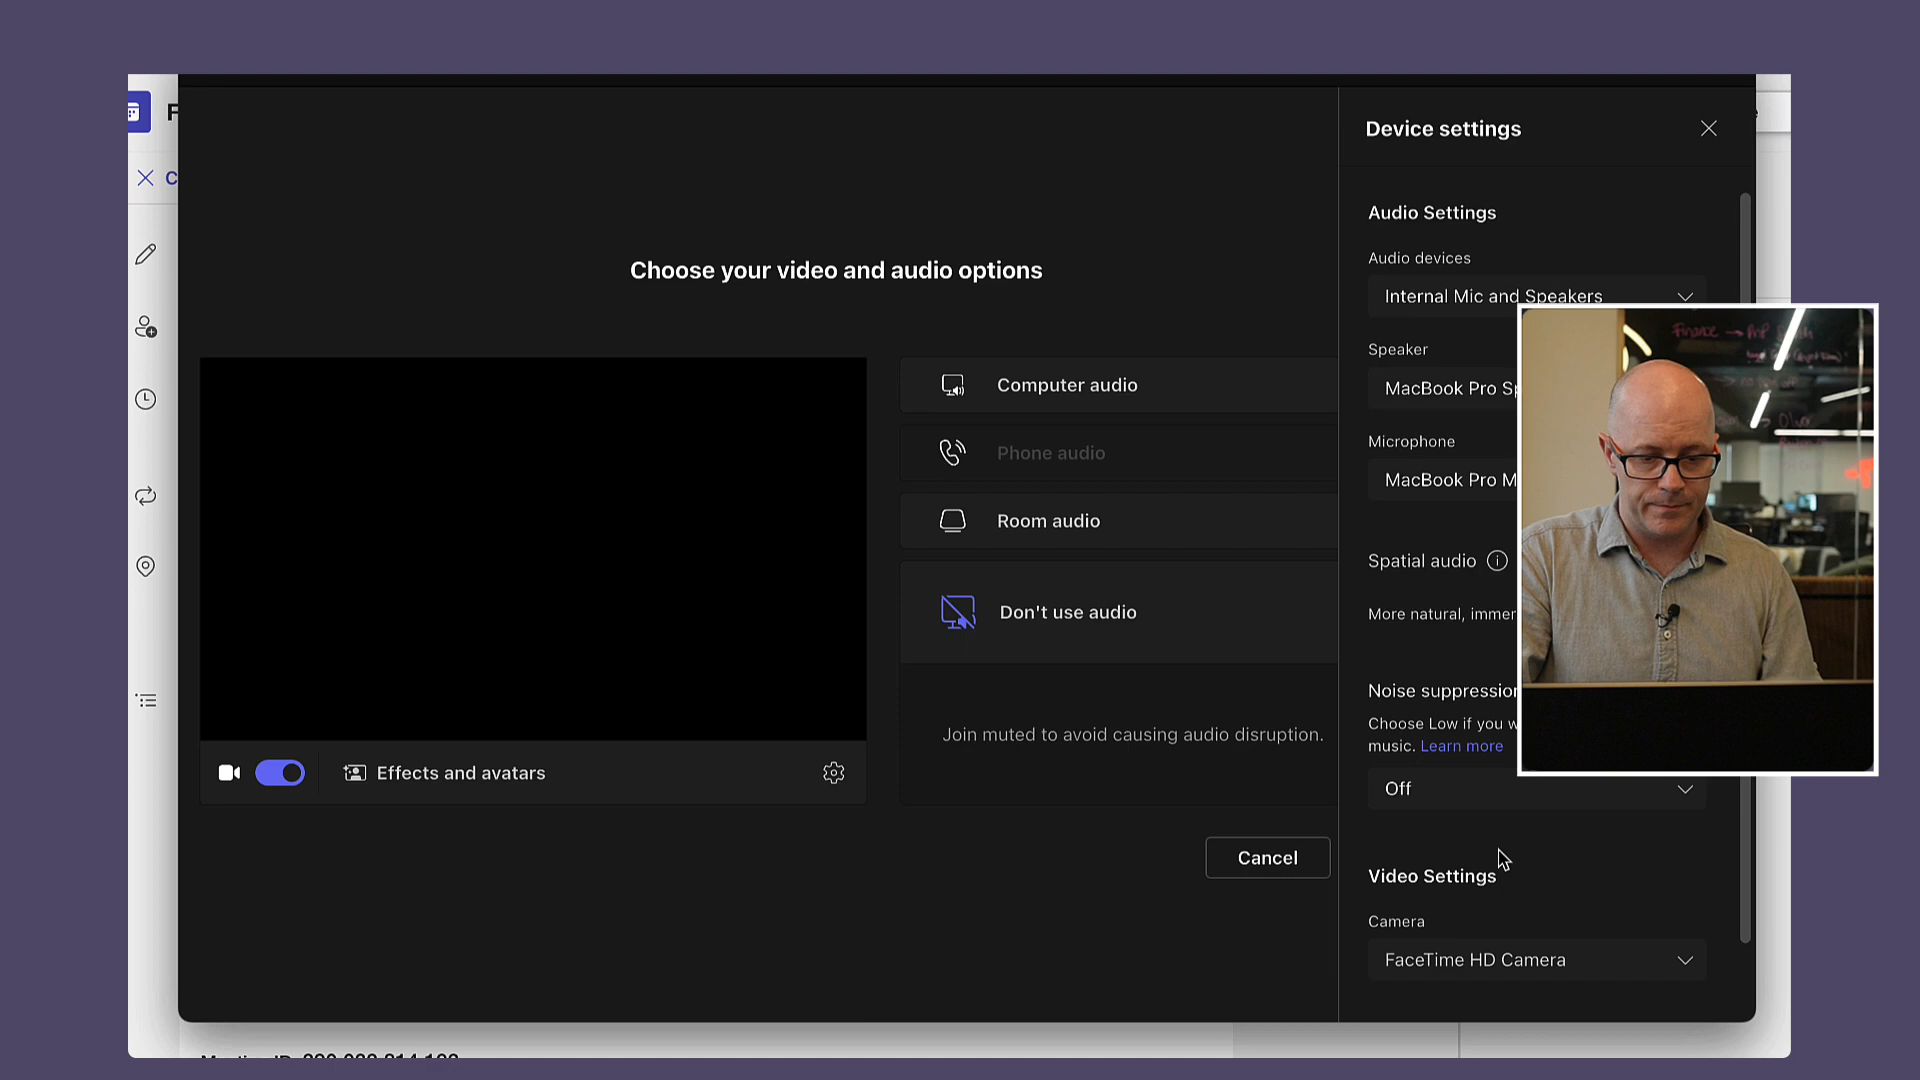 F
C
Choose your video and audio options
Computer audio
Phone audio
Room audio
Don't use audio
Join muted to avoid causing audio disruption.
Effects and avatars
Cancel
Device settings
Audio Settings
Audio devices
Internal Mic and Speakers
Speaker
MacBook Pro Sp
Microphone
MacBook Pro M
Spatial audio
More natural, immer
Noise suppression
Choose Low if you w
music. Learn more
Off
Video Settings
Camera
FaceTime HD Camera
Finance →